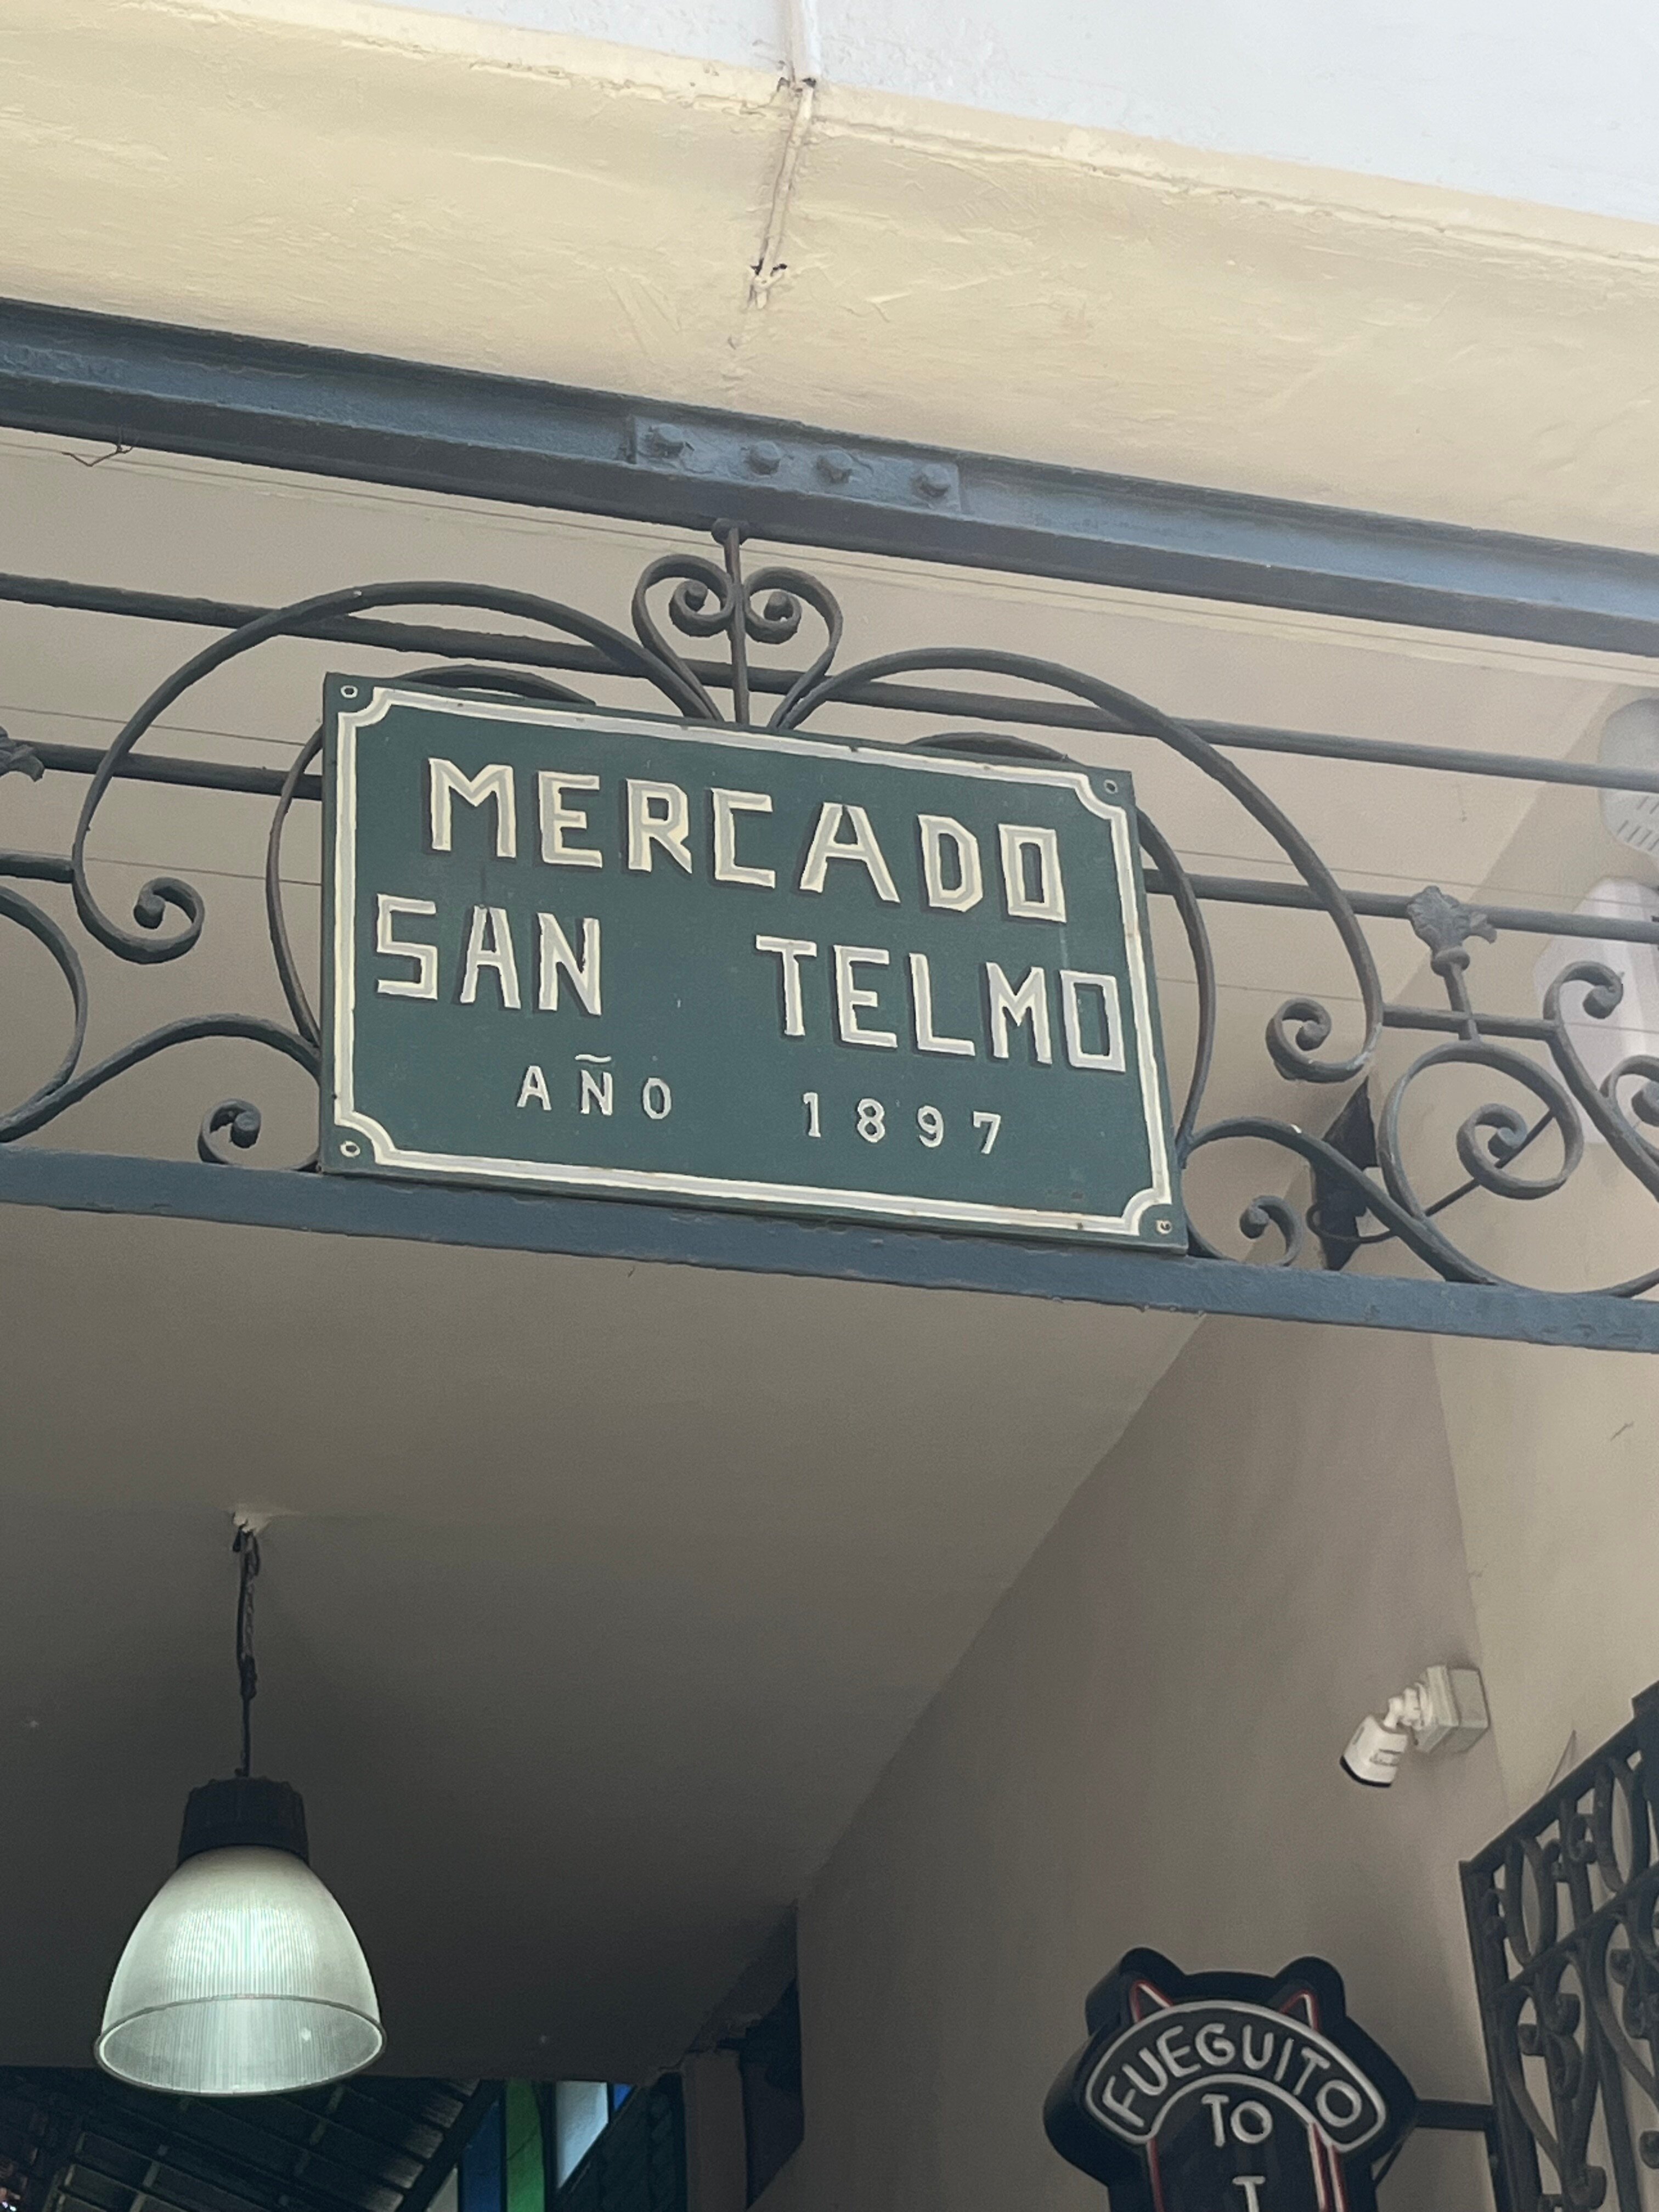 MERCADO
SAN TELMO
AÑO 1897
FUEGUITO
TO